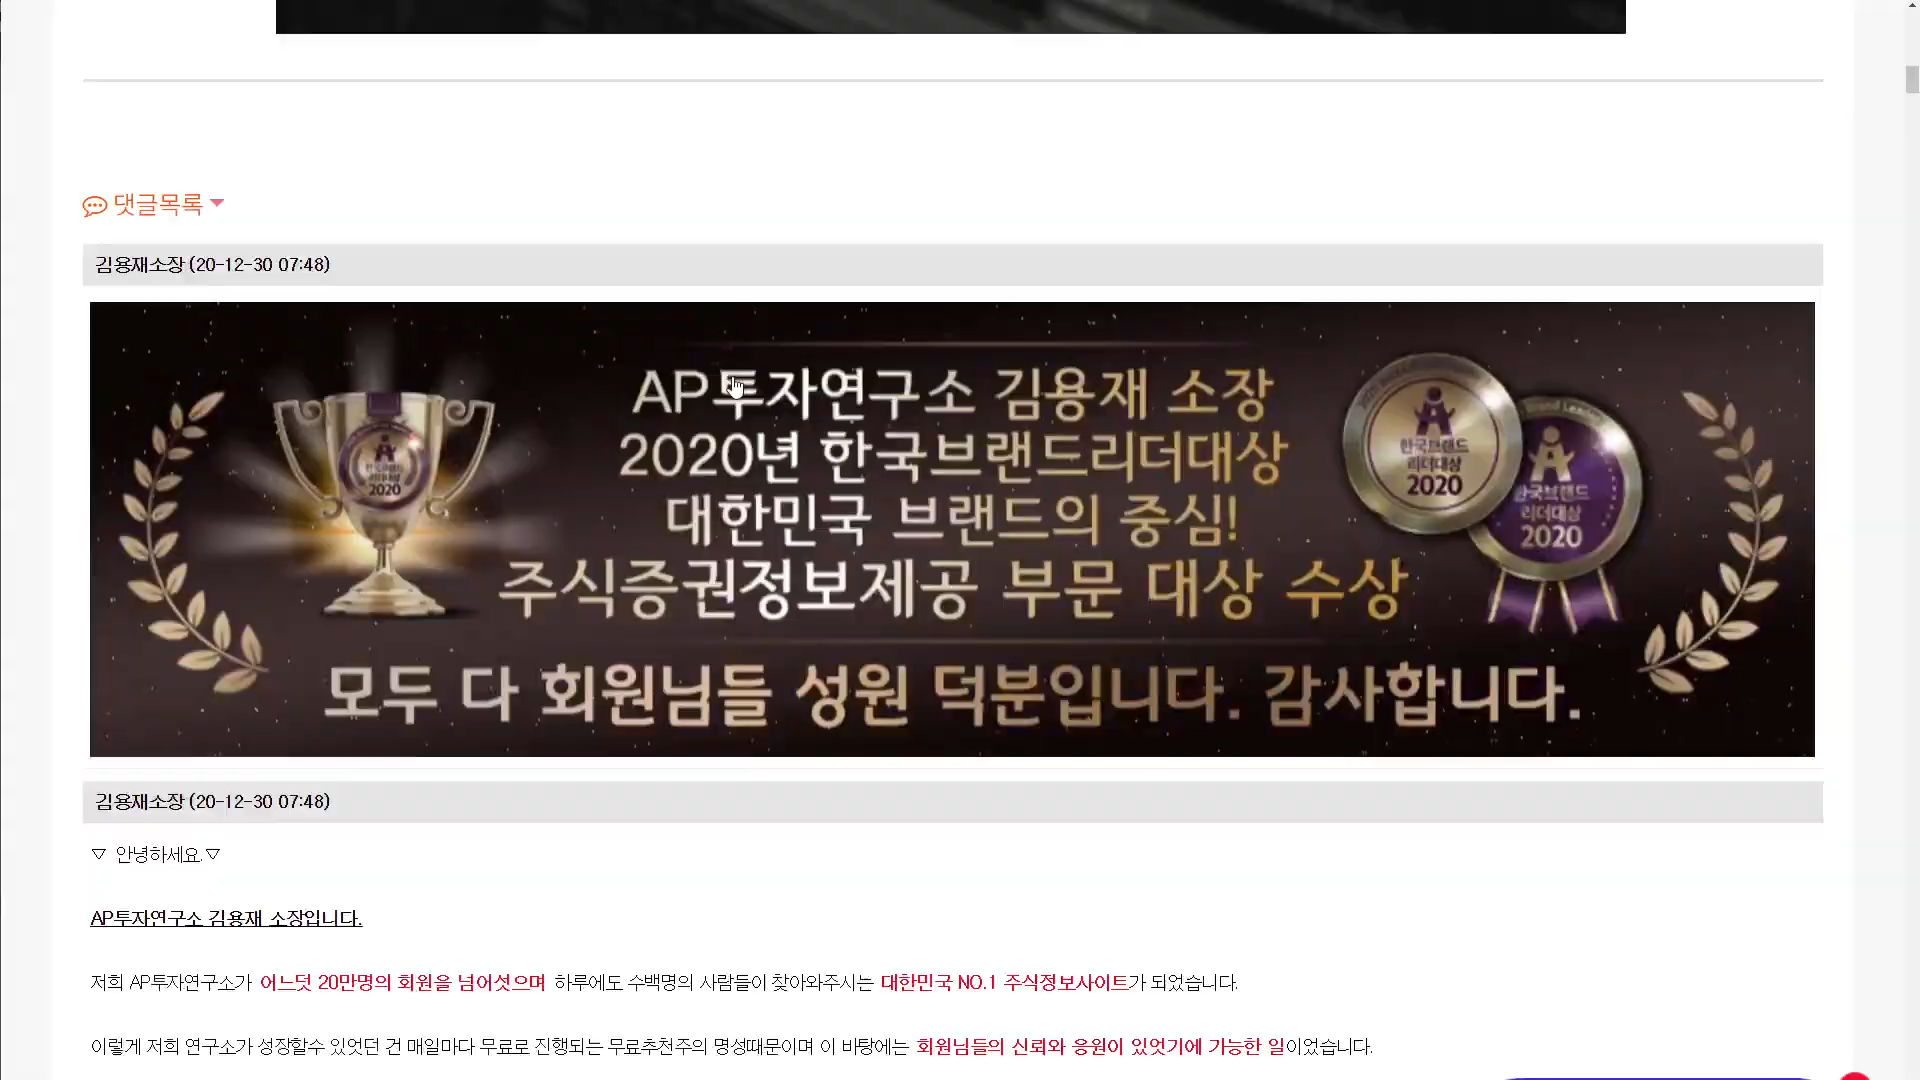 댓글목록
김용재소장 (20-12-30 07:48)
AP투자연구소 김용재 소장
2020년 한국브랜드리더대상
대한민국 브랜드의 중심!
주식증권정보제공 부문 대상 수상
모두 다 회원님들 성원 덕분입니다. 감사합니다.
한국브랜드
리더대상
2020
한국브랜드
리더대상
2020
2020
김용재소장 (20-12-30 07:48)
▽ 안녕하세요.▽
AP투자연구소 김용재 소장입니다.
저희 AP투자연구소가 어느덧 20만명의 회원을 넘어섯으며 하루에도 수백명의 사람들이 찾아와주시는 대한민국 NO.1 주식정보사이트가 되었습니다.
이렇게 저희 연구소가 성장할수 있엇던 건 매일마다 무료로 진행되는 무료추천주의 명성때문이며 이 바탕에는 회원님들의 신뢰와 응원이 있엇기에 가능한 일이었습니다.